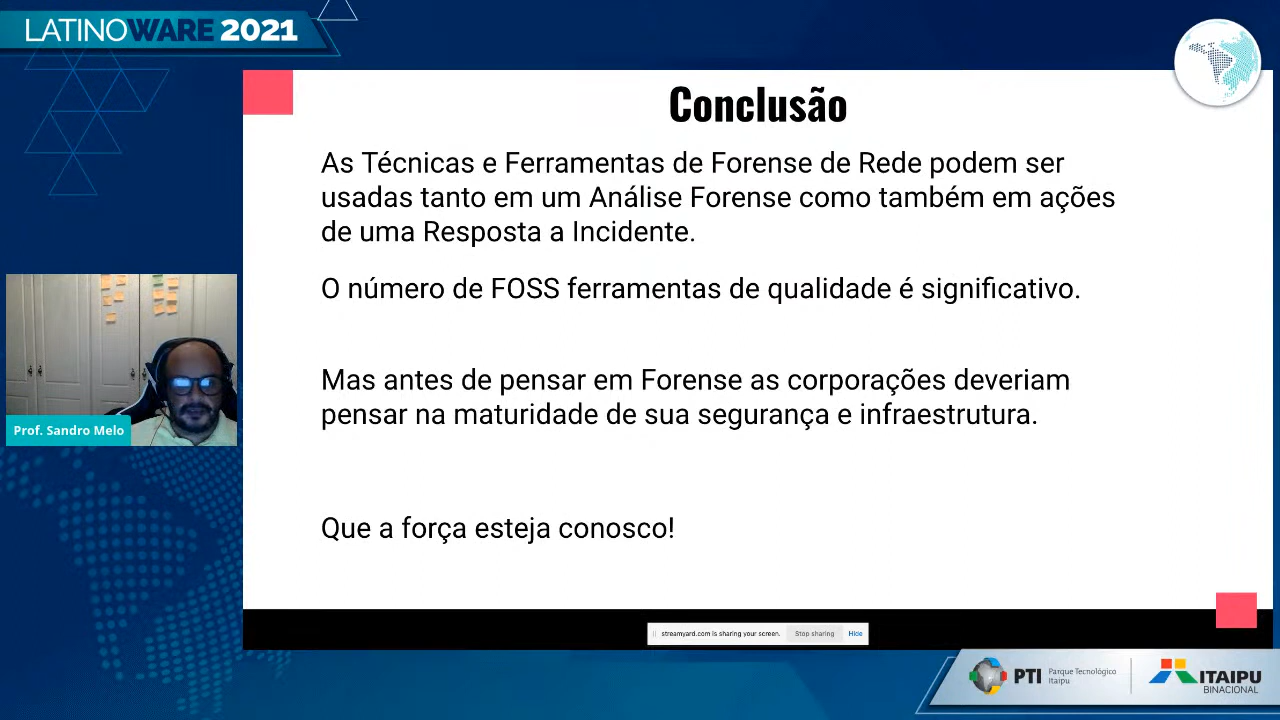 LATINOWARE 2021
Conclusão
As Técnicas e Ferramentas de Forense de Rede podem ser
usadas tanto em um Análise Forense como também em ações
de uma Resposta a Incidente.
O número de FOSS ferramentas de qualidade é significativo.
Mas antes de pensar em Forense as corporações deveriam
pensar na maturidade de sua segurança e infraestrutura.
Prof. Sandro Melo
Que a força esteja conosco!
streamyard.com is sharing your screen. Stop sharing Hide
PTI Parque Tecnológico
Itaipu
ITAIPU
BINACIONAL